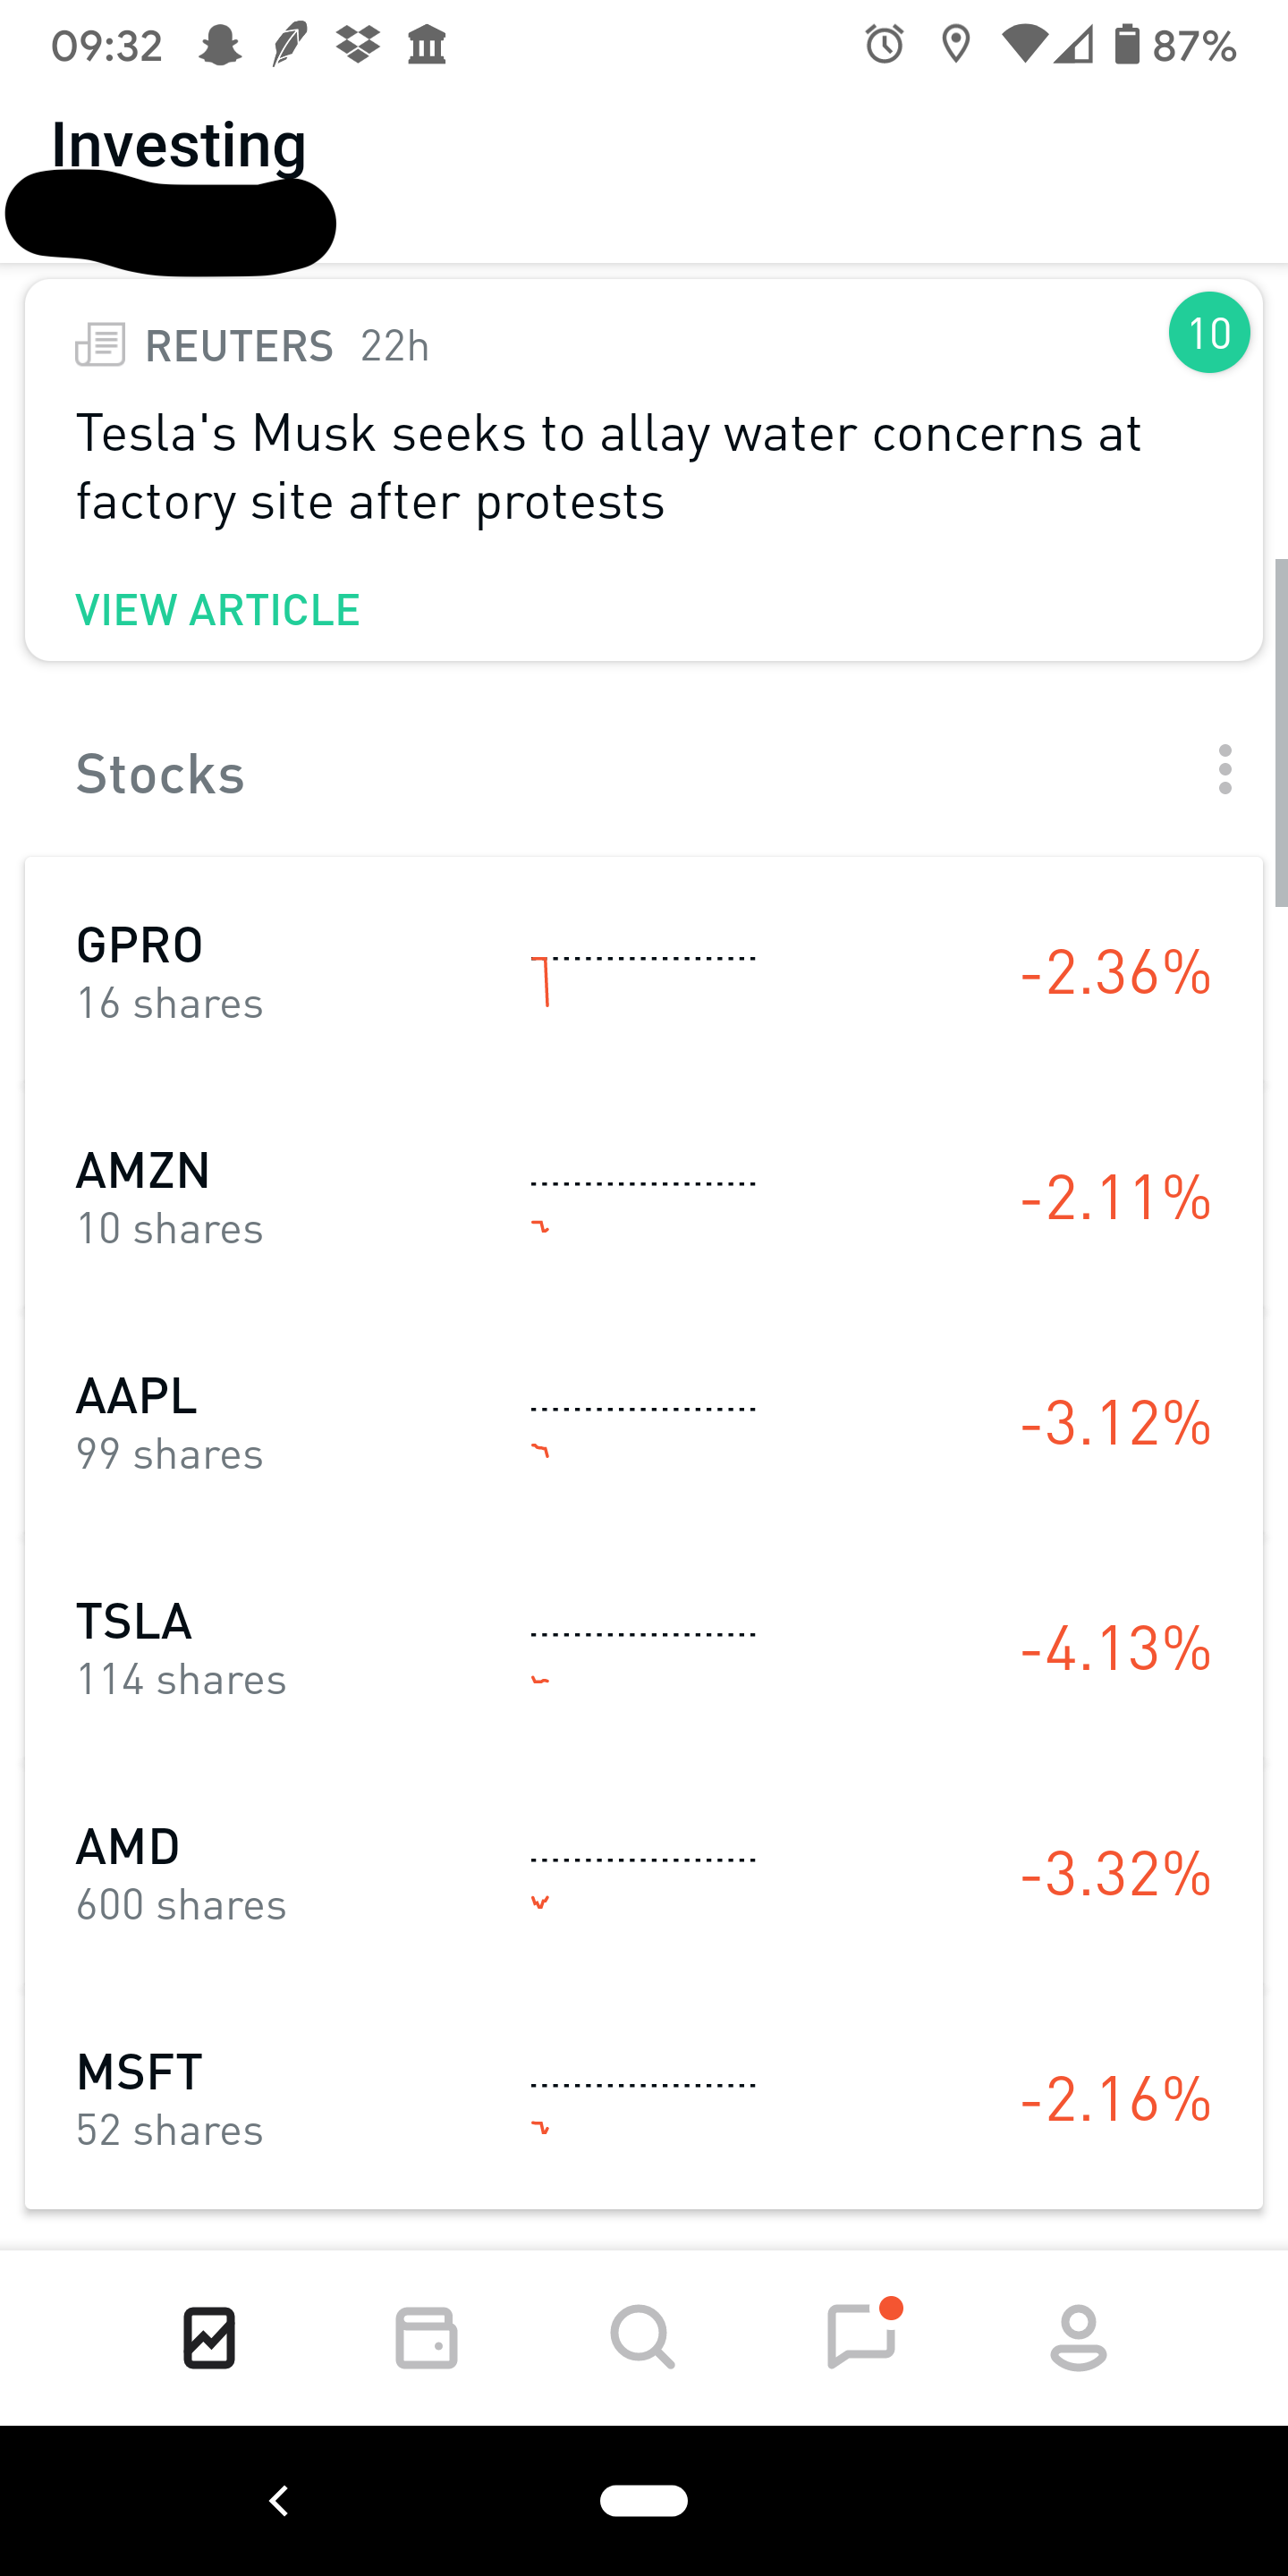 09:32
87%
Investing
REUTERS 22h
10
Tesla's Musk seeks to allay water concerns at
factory site after protests
VIEW ARTICLE
Stocks
GPRO
16 shares
-2.36%
AMZN
10 shares
-2.11%
AAPL
99 shares
-3.12%
TSLA
114 shares
-4.13%
AMD
600 shares
-3.32%
MSFT
52 shares
-2.16%